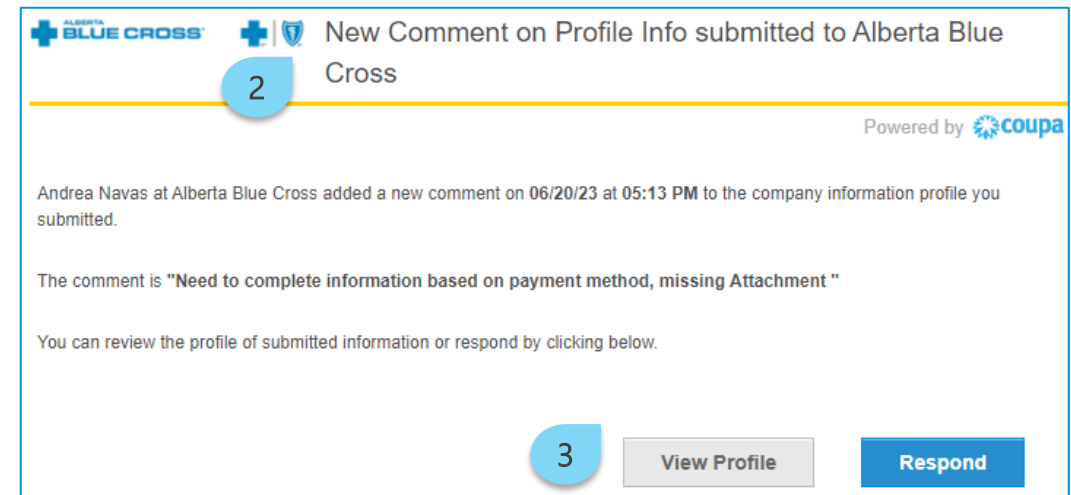 ALBERTA
BLUE CROSS®
New Comment on Profile Info submitted to Alberta Blue
Cross
2
Powered by coupa
Andrea Navas at Alberta Blue Cross added a new comment on 06/20/23 at 05:13 PM to the company information profile you
submitted.
The comment is "Need to complete information based on payment method, missing Attachment "
You can review the profile of submitted information or respond by clicking below.
3
View Profile
Respond